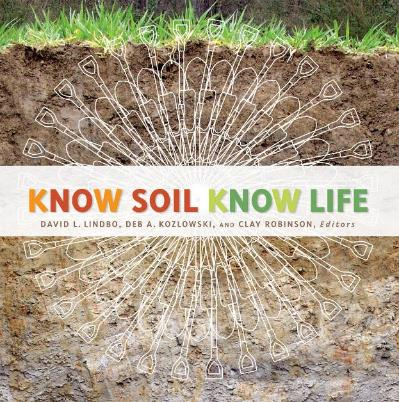 KNOW SOIL KNOW LIFE
DAVID L. LINDBO, DEB A. KOZLOWSKI, AND CLAY ROBINSON, Editors